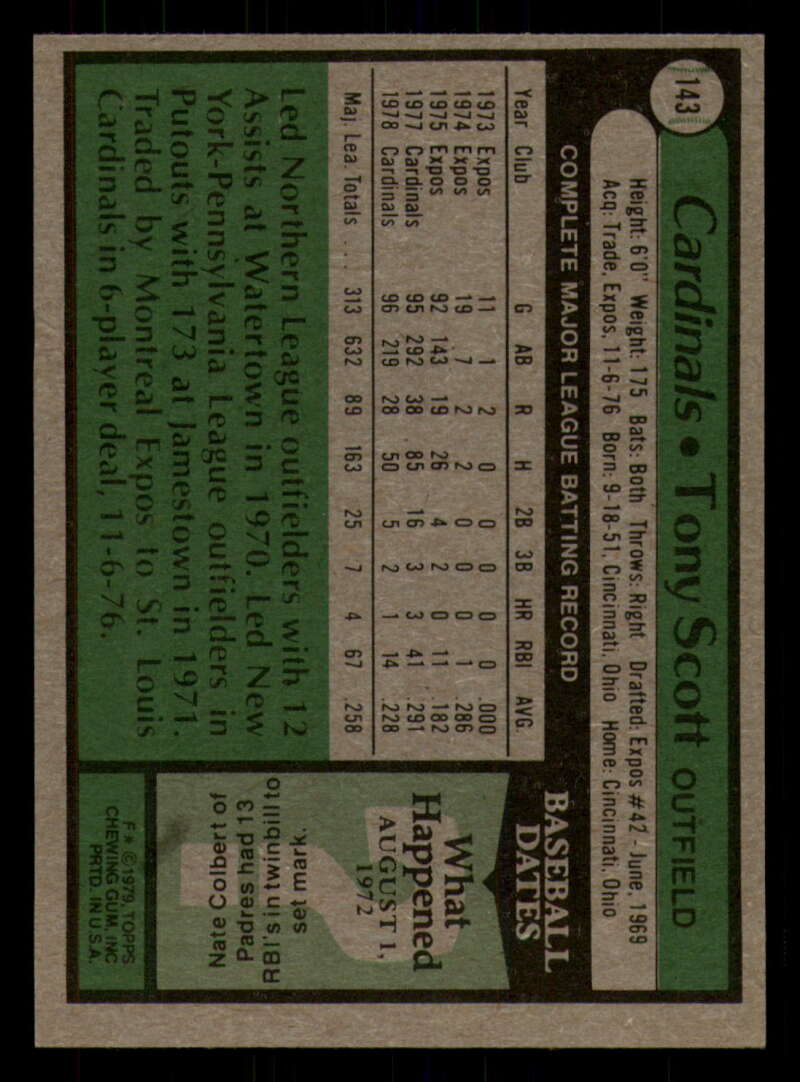 143
Cardinals • Tony Scott OUTFIELD
Height: 6'0" Weight: 175 Bats: Both Throws: Right Drafted: Expos #42 - June, 1969
Acq: Trade, Expos, 11-6-76 Born: 9-18-51, Cincinnati, Ohio Home: Cincinnati, Ohio
COMPLETE MAJOR LEAGUE BATTING RECORD
Year Club G AB R H 2B 3B HR RBI AVG.
1973 Expos 11 1 2 0 0 0 0 0 .000
1974 Expos 19 7 2 2 0 0 0 1 .286
1975 Expos 92 143 19 26 4 2 0 11 .182
1977 Cardinals 95 292 38 85 16 3 3 41 .291
1978 Cardinals 96 219 28 50 5 2 1 14 .228
Maj. Lea. Totals . . . 313 632 89 163 25 7 4 67 .258
Led Northern League outfielders with 12
Assists at Watertown in 1970. Led New
York-Pennsylvania League outfielders in
Putouts with 173 at Jamestown in 1971.
Traded by Montreal Expos to St. Louis
Cardinals in 6-player deal, 11-6-76.
BASEBALL
DATES
What
Happened
AUGUST 1,
1972
Nate Colbert of
Padres had 13
RBI's in twinbill to
set mark.
F * © 1979, TOPPS
CHEWING GUM, INC
PRTD. IN U.S.A.